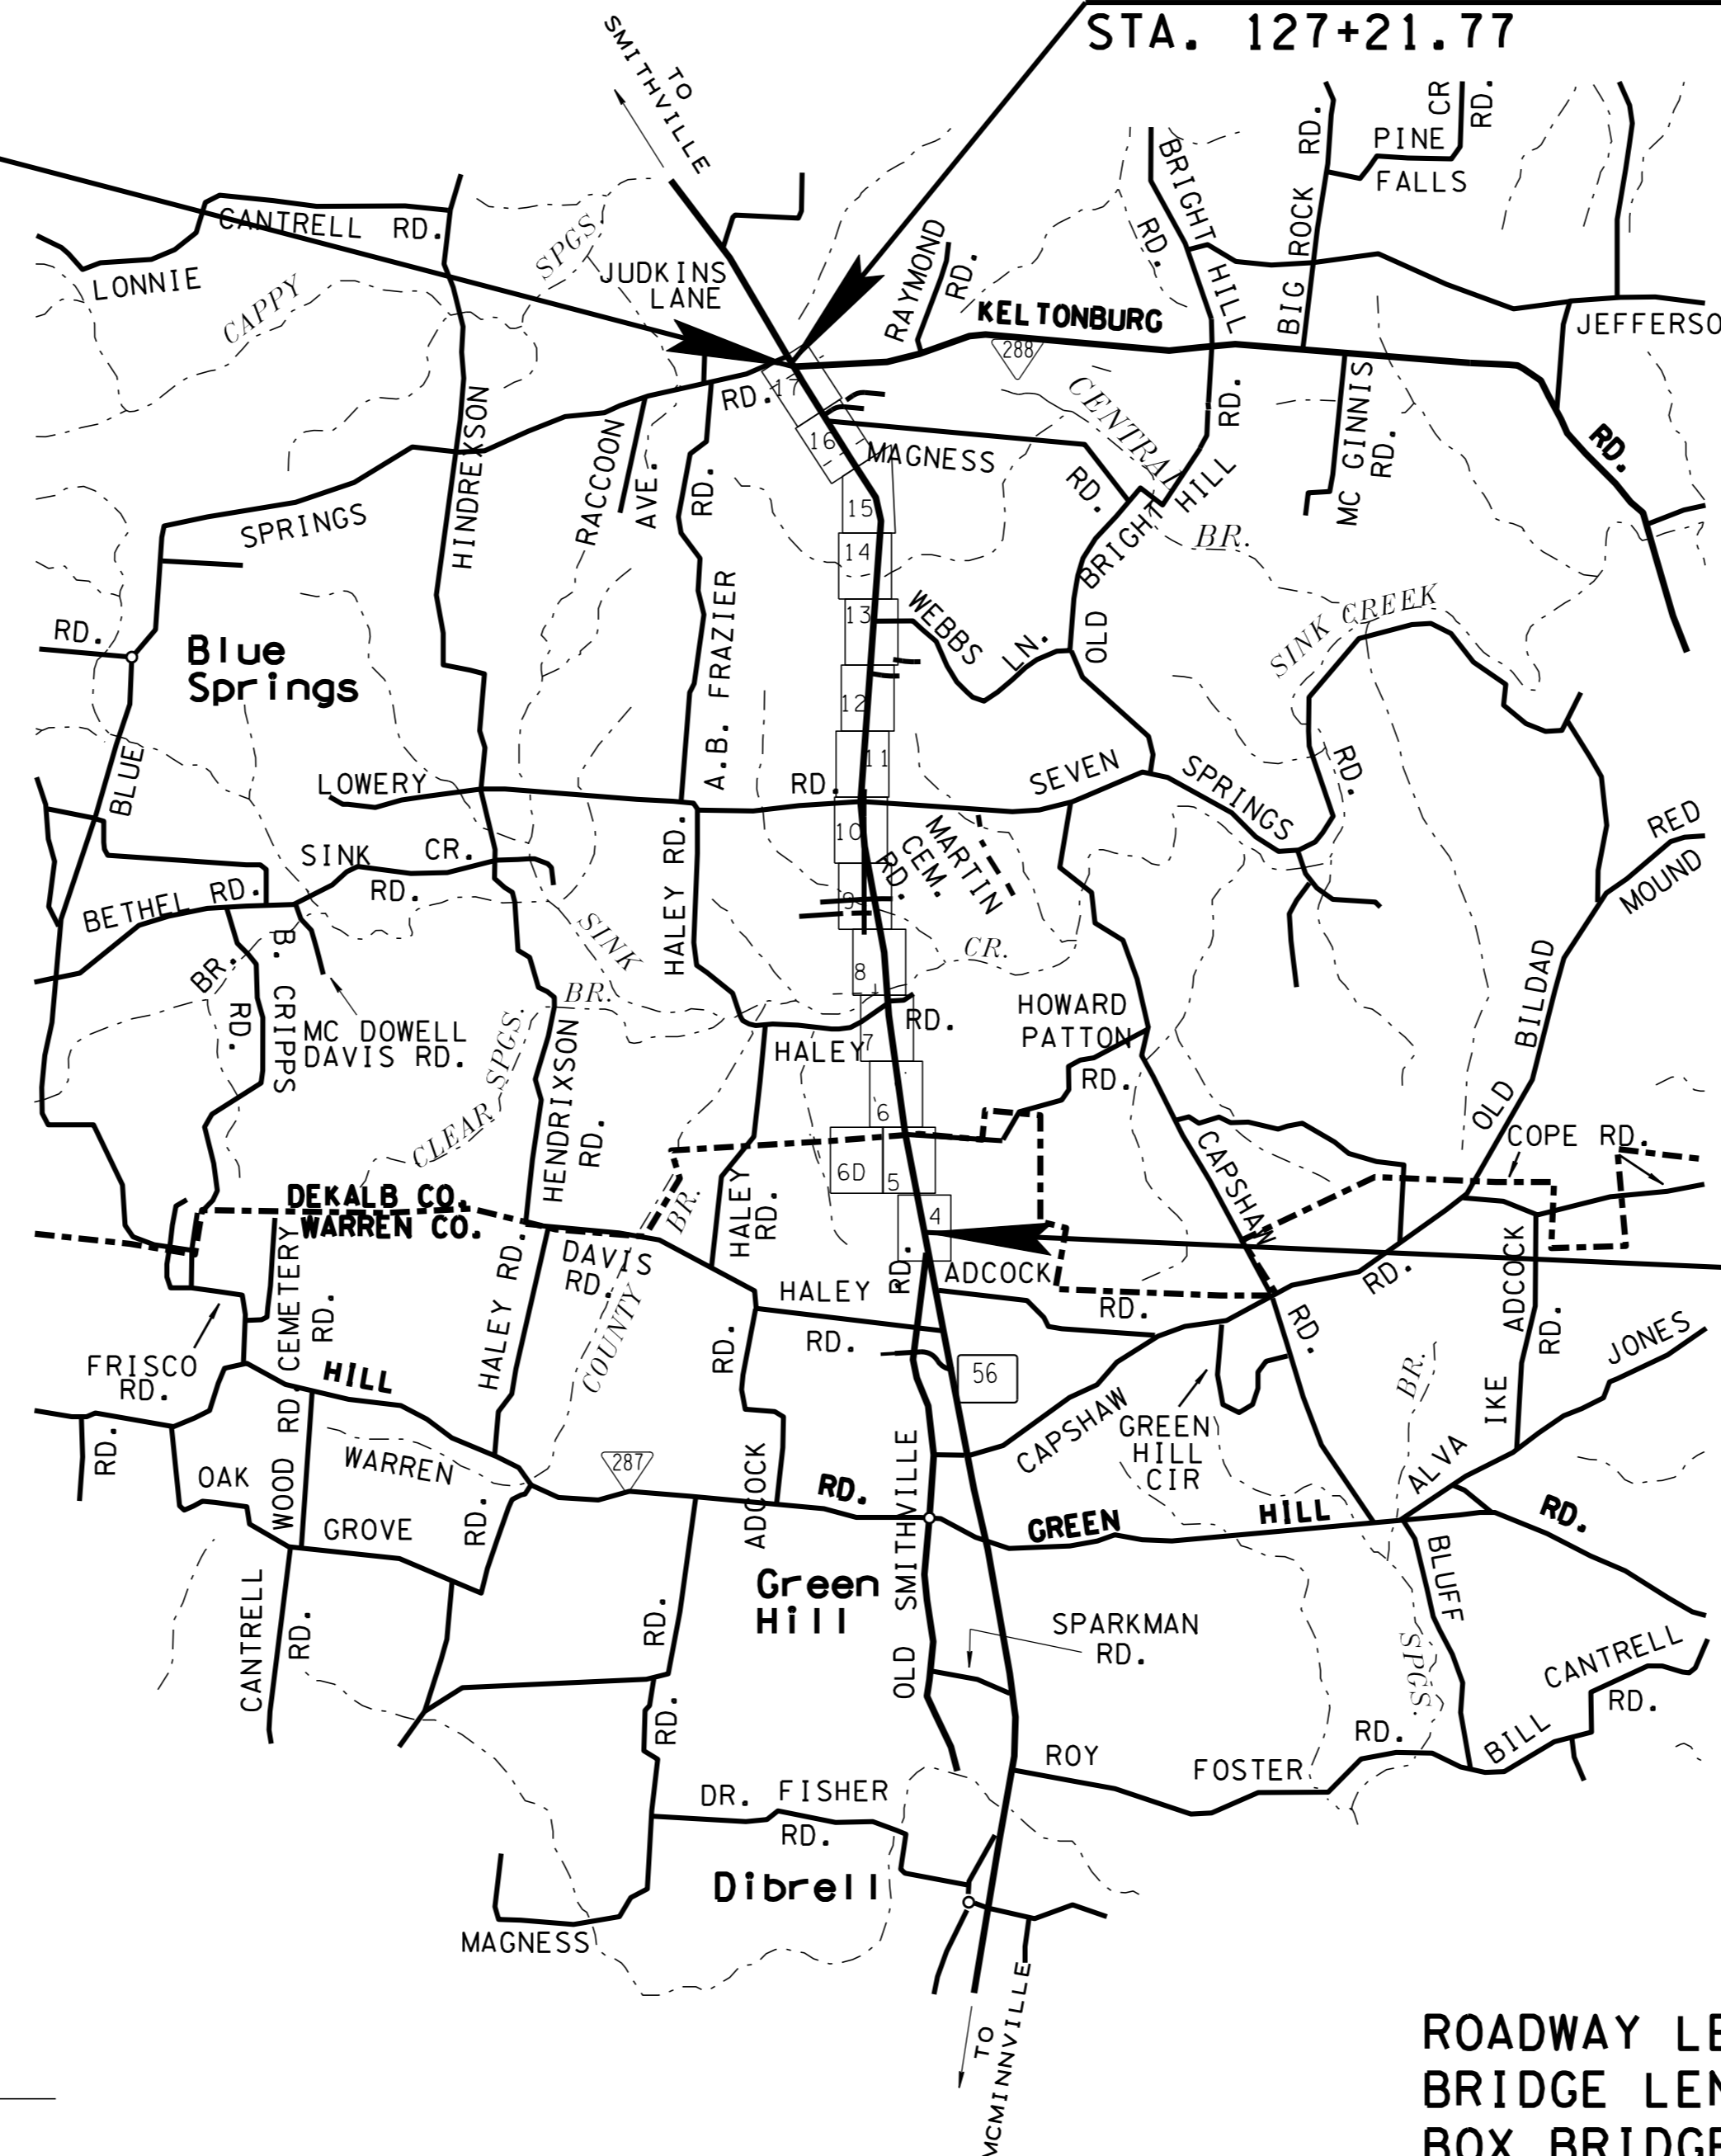 STA. 127+21.77
TO
SMITHVILLE
CR
RD.
RD.
PINE
FALLS
BRIGHT
RD.
HILL
BIG ROCK
CANTRELL RD.
LONNIE
CAPPY
SPGS.
JUDKINS
LANE
RAYMOND
RD.
KELTONBURG
288
JEFFERSO
RD.
17
16
RD.
CENTRAL
MC GINNIS
RD.
RD.
MAGNESS
RD.
BRIGHT HILL
OLD
BR.
SPRINGS
HINDREXSON
RACCOON
AVE.
RD.
A.B. FRAZIER
15
14
13
12
11
10
9
8
7
6
6D
5
4
WEBBS
LN.
SINK CREEK
RD.
Blue
Springs
BLUE
LOWERY
RD.
SEVEN
SPRINGS
RD.
RED
MOUND
SINK CR.
RD.
BETHEL RD.
HALEY RD.
RD.
MARTIN
CEM.
SINK
CR.
BR.
BR.
B. CRIPPS
RD.
MC DOWELL
DAVIS RD.
CLEAR SPGS.
HENDRIXSON
RD.
RD.
HALEY
HOWARD
PATTON
RD.
BILDAD
OLD
COPE RD.
CAPSHAW
DEKALB CO.
WARREN CO.
HALEY
RD.
BR.
DAVIS
RD.
COUNTY
HALEY RD.
CEMETERY
RD.
FRISCO
RD.
HILL
HALEY
RD.
RD.
ADCOCK
RD.
RD.
RD.
ADCOCK
RD.
IKE
JONES
ALVA
BR.
RD.
56
CAPSHAW
GREEN
HILL
CIR
RD.
OAK
WOOD RD.
WARREN
287
GROVE
RD.
ADCOCK
RD.
OLD SMITHVILLE
GREEN HILL
RD.
BLUFF
Green
Hill
CANTRELL
RD.
RD.
SPARKMAN
RD.
SPGS.
CANTRELL
RD.
BILL
RD.
RD.
ROY
FOSTER
DR. FISHER
RD.
Dibrell
MAGNESS
TO
MCMINNVILLE
ROADWAY LE
BRIDGE LEN
BOX BRIDGE